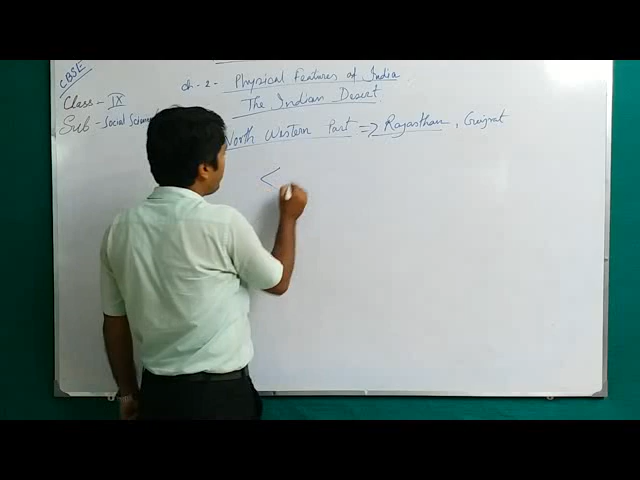 CBSE
Class - IX
Sub - Social Science
ch - 2 - Physical Features of India
The Indian Desert
North Western Part => Rajasthan, Gujrat
<